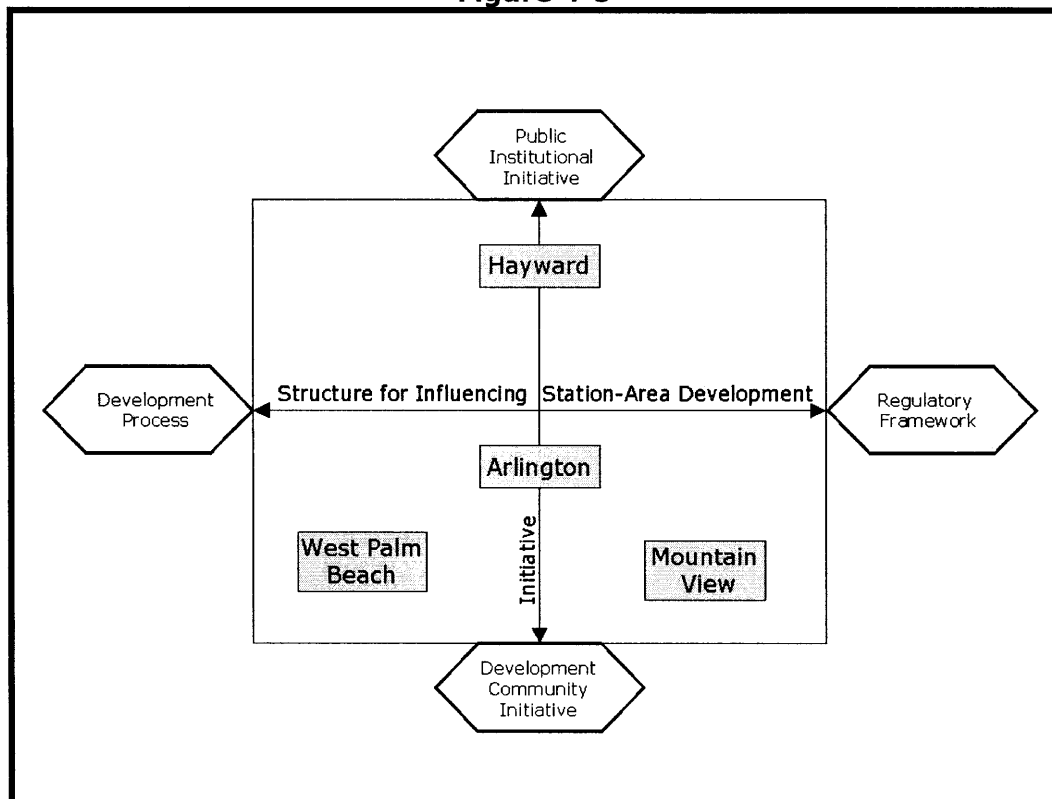 Public
Institutional
Initiative
Hayward
Development
Process
Structure for Influencing Station-Area Development
Regulatory
Framework
Arlington
Initiative
West Palm
Beach
Mountain
View
Development
Community
Initiative